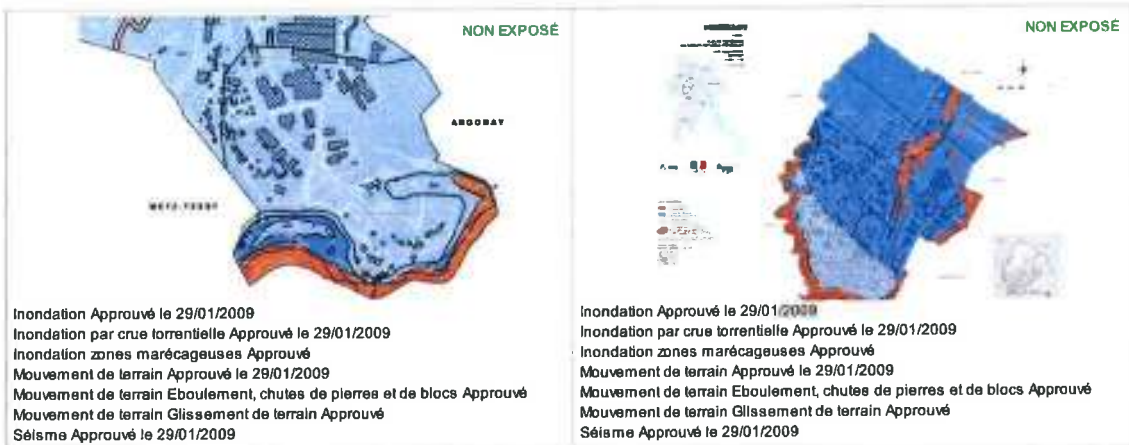 NON EXPOSÉ
METZ-TESSY
Inondation Approuvé le 29/01/2009
Inondation par crue torrentielle Approuvé le 29/01/2009
Inondation zones marécageuses Approuvé
Mouvement de terrain Approuvé le 29/01/2009
Mouvement de terrain Eboulement, chutes de pierres et de blocs Approuvé
Mouvement de terrain Glissement de terrain Approuvé
Séisme Approuvé le 29/01/2009
NON EXPOSÉ
Inondation Approuvé le 29/01/2009
Inondation par crue torrentielle Approuvé le 29/01/2009
Inondation zones marécageuses Approuvé
Mouvement de terrain Approuvé le 29/01/2009
Mouvement de terrain Eboulement, chutes de pierres et de blocs Approuvé
Mouvement de terrain Glissement de terrain Approuvé
Séisme Approuvé le 29/01/2009